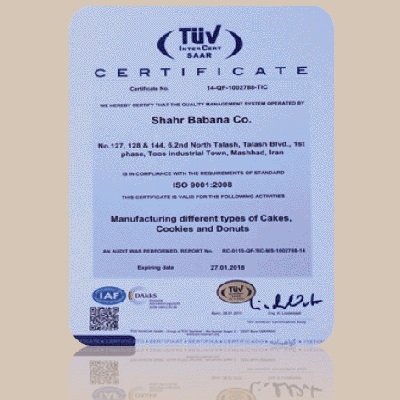 TÜV
INTERCERT
SAAR
CERTIFICATE
Certificate No. 14-QF-1002768-TIC
WE HEREBY CERTIFY THAT THE QUALITY MANAGEMENT SYSTEM OPERATED BY
Shahr Babana Co.
No.127, 128 & 144, 5,2nd North Talash, Talash Blvd., 1st
phase, Toos Industrial Town, Mashhad, Iran
IS IN COMPLIANCE WITH THE REQUIREMENTS OF STANDARD
ISO 9001:2008
THIS CERTIFICATE IS VALID FOR THE FOLLOWING ACTIVITIES
Manufacturing different types of Cakes,
Cookies and Donuts
AN AUDIT WAS PERFORMED, REPORT No.
Expiring date 27.01.2018
IAF
DAkkS
TÜV